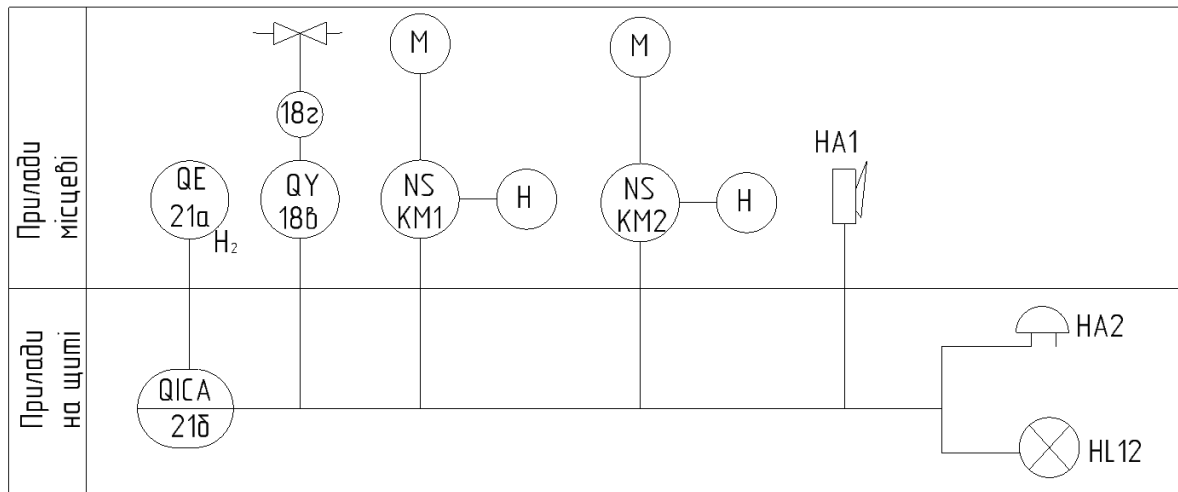 Прилади
місцеві
QE
21а
H₂
18г
QY
18в
M
NS
KM1
H
M
NS
KM2
H
HA1
Прилади
на щиті
QICA
21б
HA2
HL12